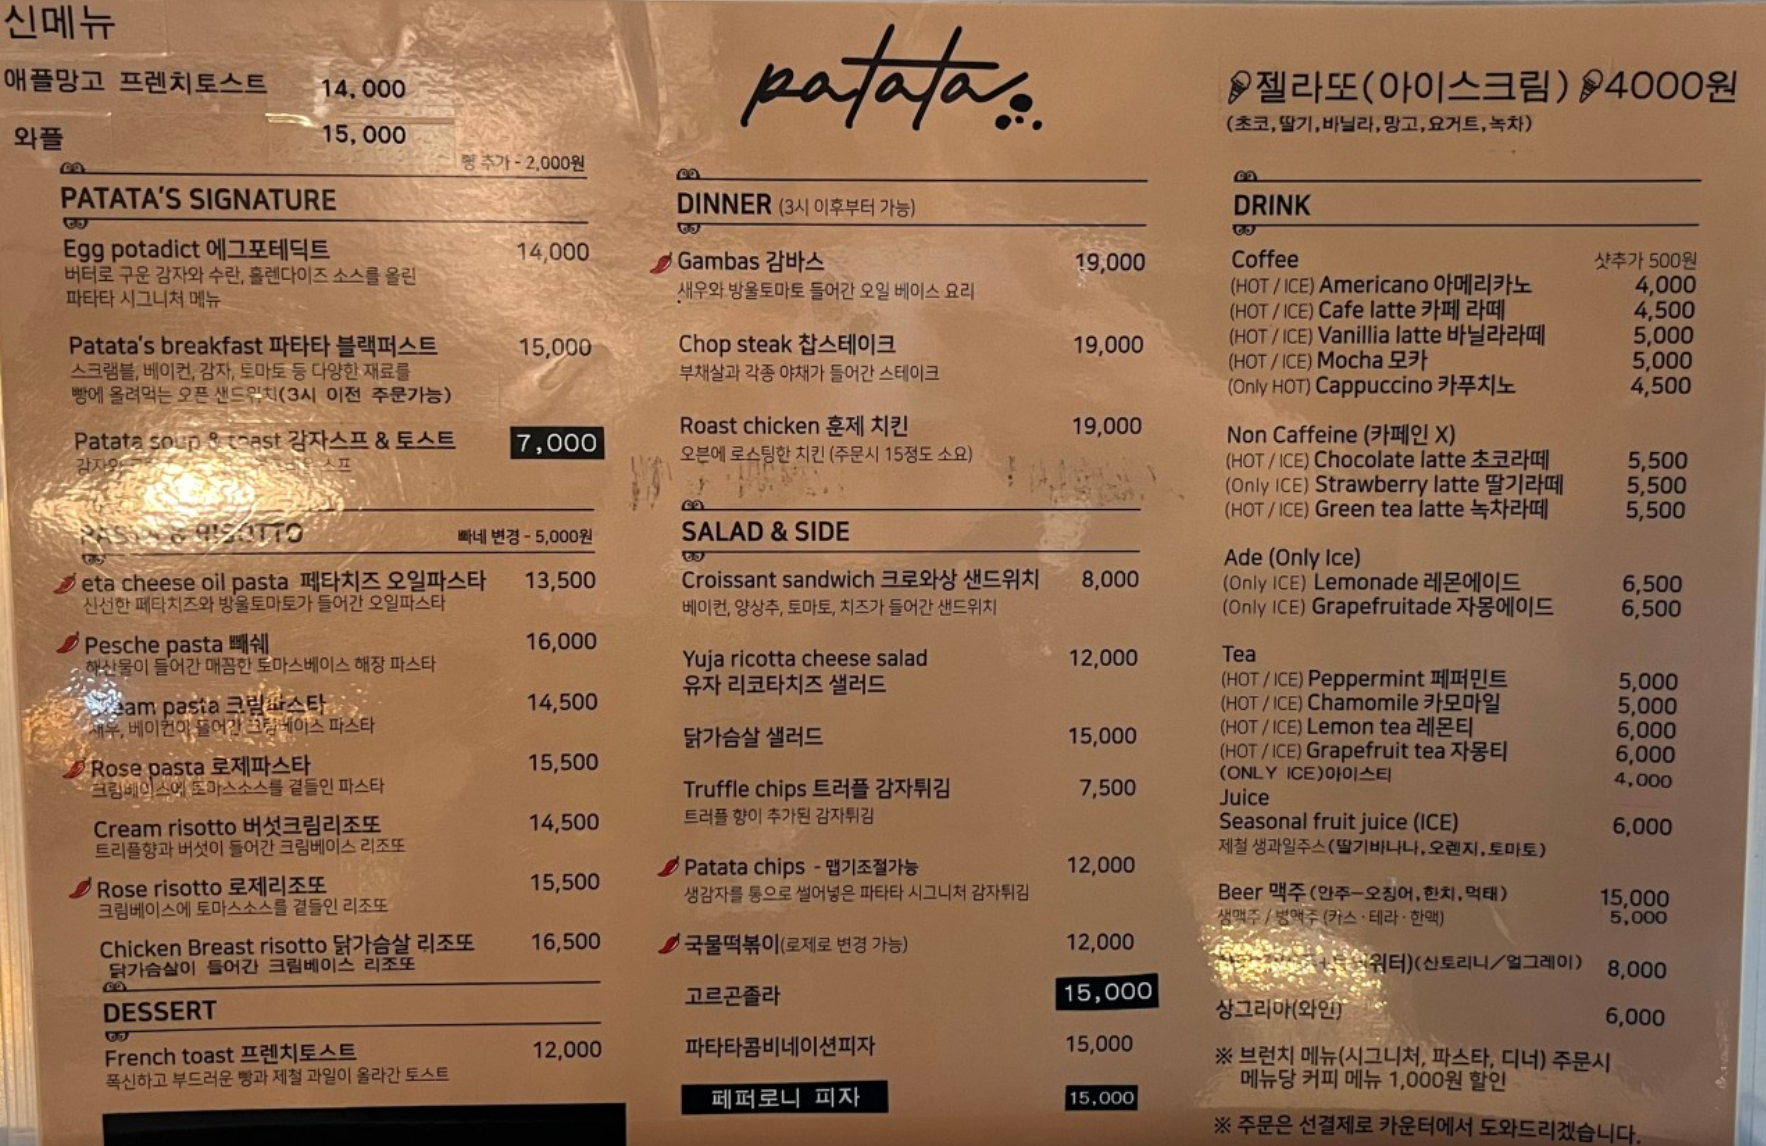 신메뉴
애플망고 프렌치토스트 14,000
와플 15,000
추가 - 2,000원
PATATA'S SIGNATURE
Egg potadict 에그포테딕트 14,000
버터로 구운 감자와 수란, 홀렌다이즈 소스를 올린
파타타 시그니처 메뉴
Patata's breakfast 파타타 블랙퍼스트 15,000
스크램블, 베이컨, 감자, 토마토 등 다양한 재료를
빵에 올려먹는 오픈 샌드위치(3시 이전 주문가능)
Patata soup & toast 감자스프 & 토스트 7,000
스프
PASTA & RISOTTO 빠네 변경 - 5,000원
eta cheese oil pasta 페타치즈 오일파스타 13,500
신선한 페타치즈와 방울토마토가 들어간 오일파스타
Pesche pasta 빼쉐 16,000
해산물이 들어간 매콤한 토마스베이스 해장 파스타
eam pasta 크림파스타 14,500
새우, 베이컨이 들어간 크림베이스 파스타
Rose pasta 로제파스타 15,500
크림베이스에 토마스소스를 곁들인 파스타
Cream risotto 버섯크림리조또 14,500
트리플향과 버섯이 들어간 크림베이스 리조또
Rose risotto 로제리조또 15,500
크림베이스에 토마스소스를 곁들인 리조또
Chicken Breast risotto 닭가슴살 리조또 16,500
닭가슴살이 들어간 크림베이스 리조또
DESSERT
French toast 프렌치토스트 12,000
폭신하고 부드러운 빵과 제철 과일이 올라간 토스트
patata
DINNER (3시 이후부터 가능)
Gambas 감바스 19,000
새우와 방울토마토 들어간 오일 베이스 요리
Chop steak 찹스테이크 19,000
부채살과 각종 야채가 들어간 스테이크
Roast chicken 훈제 치킨 19,000
오븐에 로스팅한 치킨 (주문시 15정도 소요)
SALAD & SIDE
Croissant sandwich 크로와상 샌드위치 8,000
베이컨, 양상추, 토마토, 치즈가 들어간 샌드위치
Yuja ricotta cheese salad 12,000
유자 리코타치즈 샐러드
닭가슴살 샐러드 15,000
Truffle chips 트러플 감자튀김 7,500
트러플 향이 추가된 감자튀김
Patata chips - 맵기조절가능 12,000
생감자를 통으로 썰어넣은 파타타 시그니처 감자튀김
국물떡볶이(로제로 변경 가능) 12,000
고르곤졸라 15,000
파타타콤비네이션피자 15,000
페퍼로니 피자 15,000
젤라또(아이스크림) 4000원
(초코,딸기,바닐라,망고,요거트,녹차)
DRINK
Coffee 샷추가 500원
(HOT / ICE) Americano 아메리카노 4,000
(HOT / ICE) Cafe latte 카페 라떼 4,500
(HOT / ICE) Vanillia latte 바닐라라떼 5,000
(HOT / ICE) Mocha 모카 5,000
(Only HOT) Cappuccino 카푸치노 4,500
Non Caffeine (카페인 X)
(HOT / ICE) Chocolate latte 초코라떼 5,500
(Only ICE) Strawberry latte 딸기라떼 5,500
(HOT / ICE) Green tea latte 녹차라떼 5,500
Ade (Only Ice)
(Only ICE) Lemonade 레몬에이드 6,500
(Only ICE) Grapefruitade 자몽에이드 6,500
Tea
(HOT / ICE) Peppermint 페퍼민트 5,000
(HOT / ICE) Chamomile 카모마일 5,000
(HOT / ICE) Lemon tea 레몬티 6,000
(HOT / ICE) Grapefruit tea 자몽티 6,000
(ONLY ICE)아이스티 4,000
Juice
Seasonal fruit juice (ICE) 6,000
제철 생과일주스(딸기바나나,오렌지,토마토)
Beer 맥주 (안주-오징어,한치,먹태) 15,000
생맥주 / 병맥주 (카스 · 테라 · 한맥) 5,000
워터)(산토리니/얼그레이) 8,000
상그리아(와인) 6,000
※ 브런치 메뉴(시그니처, 파스타, 디너) 주문시
메뉴당 커피 메뉴 1,000원 할인
※ 주문은 선결제로 카운터에서 도와드리겠습니다.